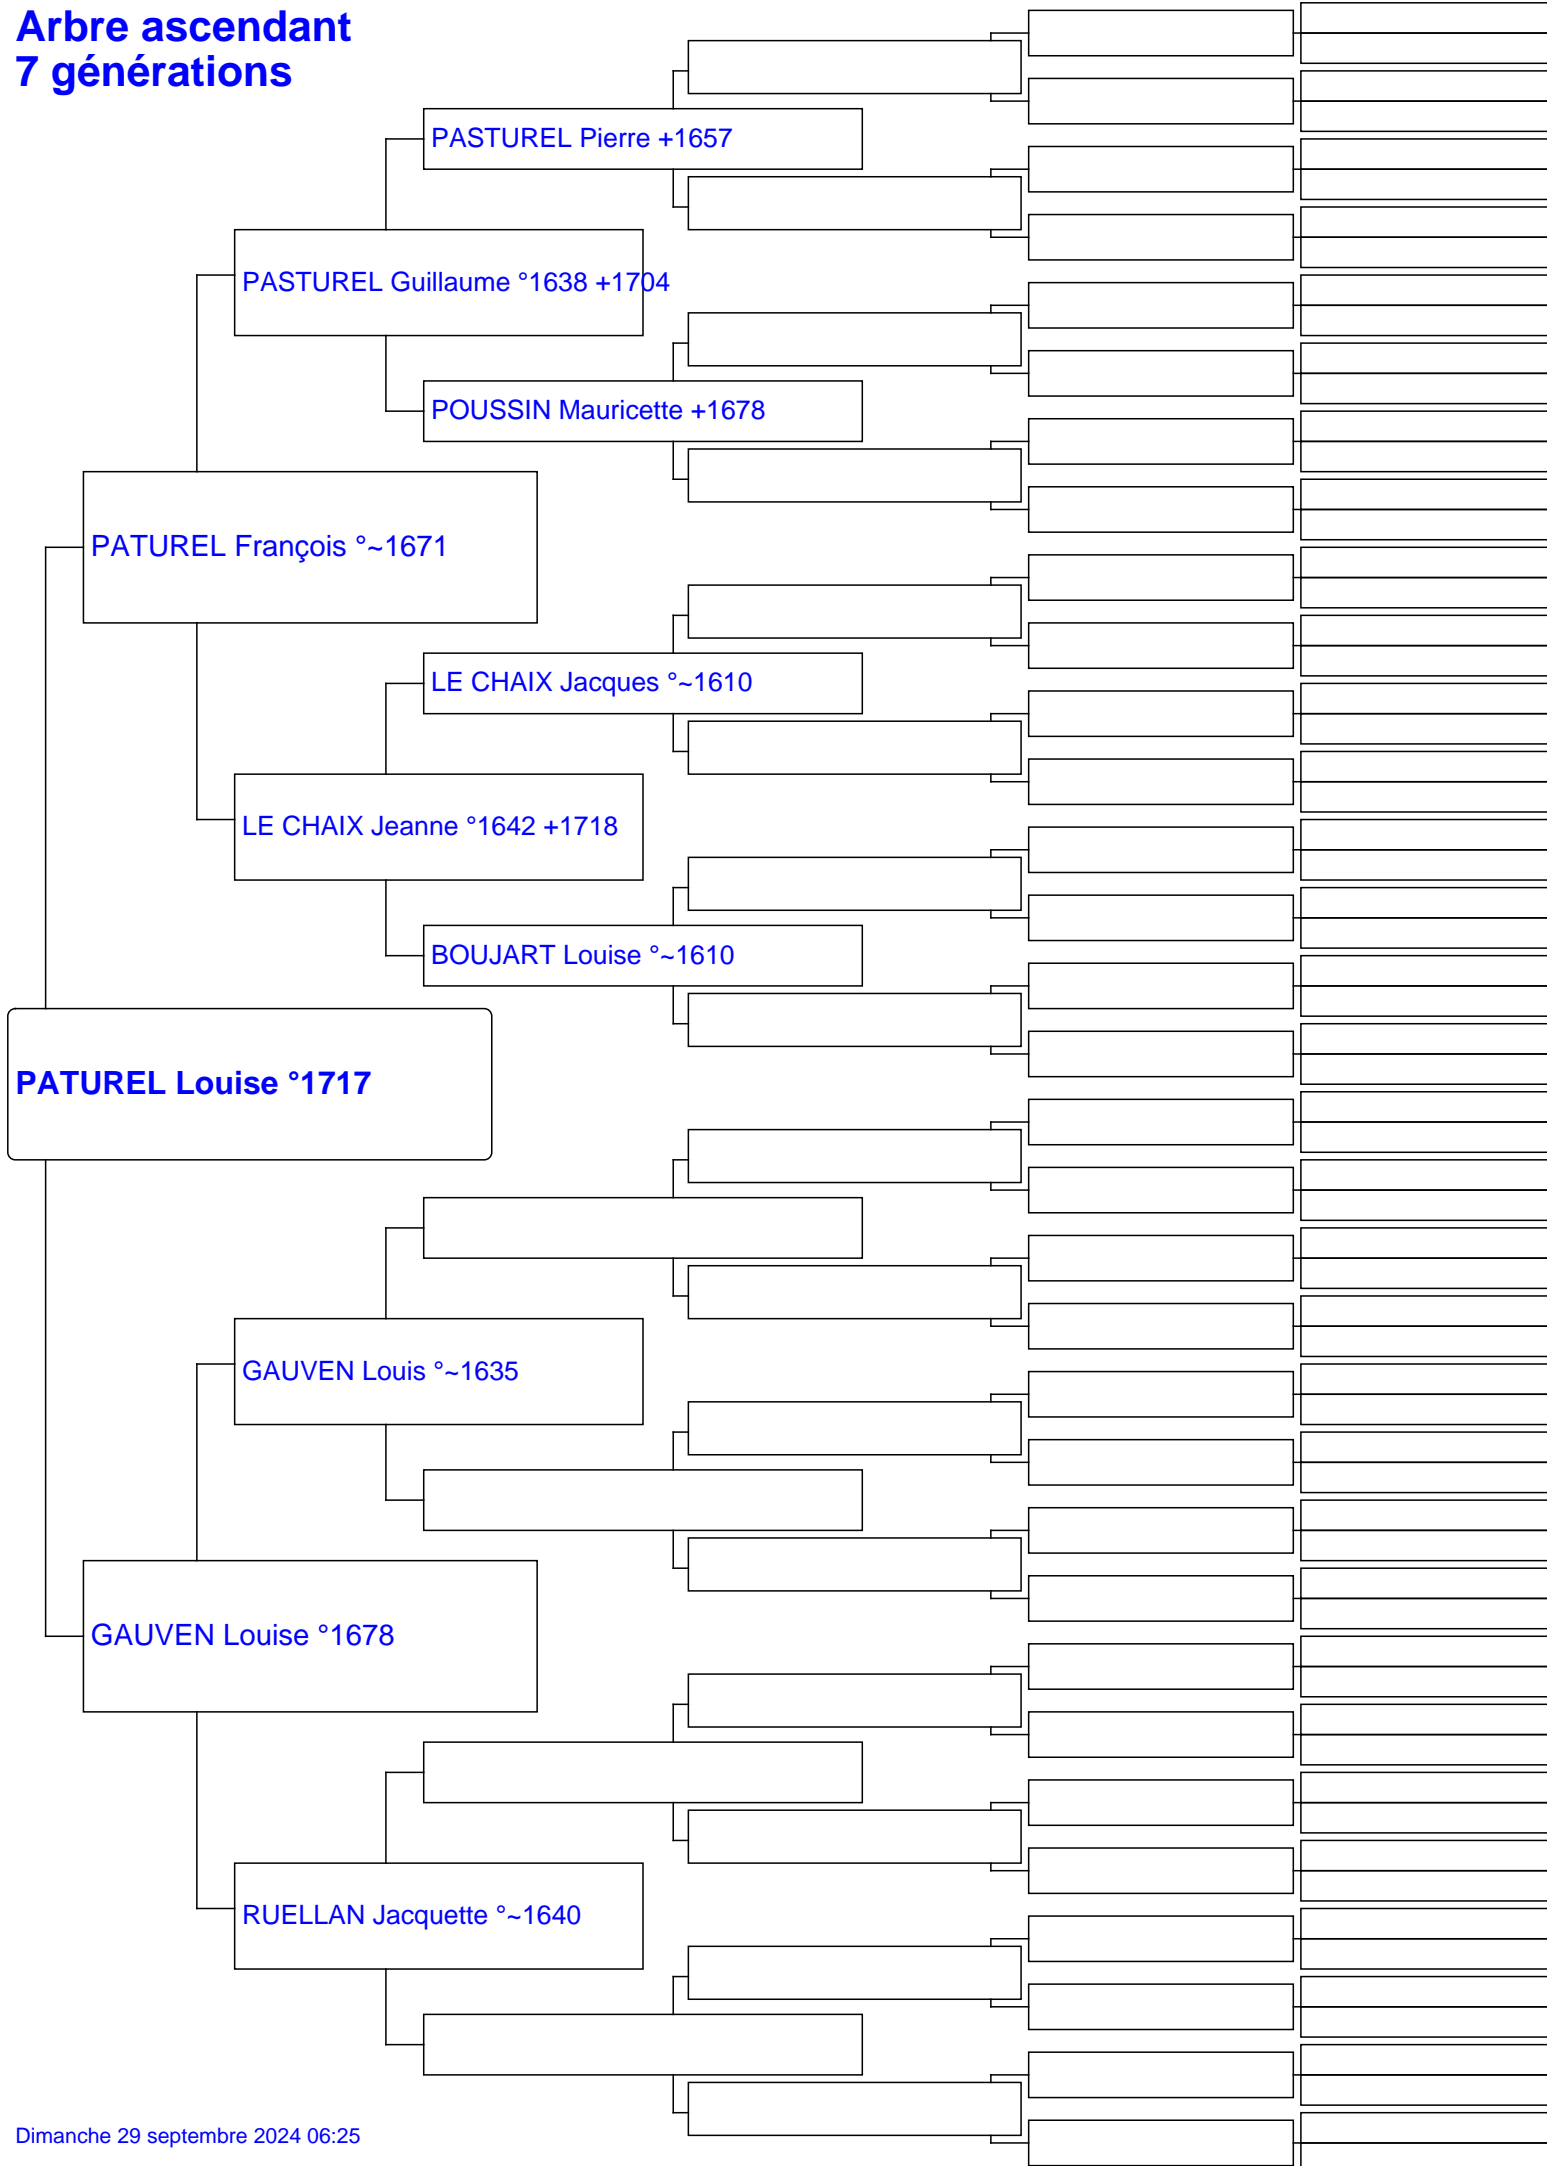 Arbre ascendant
7 générations
PASTUREL Pierre +1657
PASTUREL Guillaume °1638 +1704
POUSSIN Mauricette +1678
PATUREL François °~1671
LE CHAIX Jacques °~1610
LE CHAIX Jeanne °1642 +1718
BOUJART Louise °~1610
PATUREL Louise °1717
GAUVEN Louis °~1635
GAUVEN Louise °1678
RUELLAN Jacquette °~1640
Dimanche 29 septembre 2024 06:25